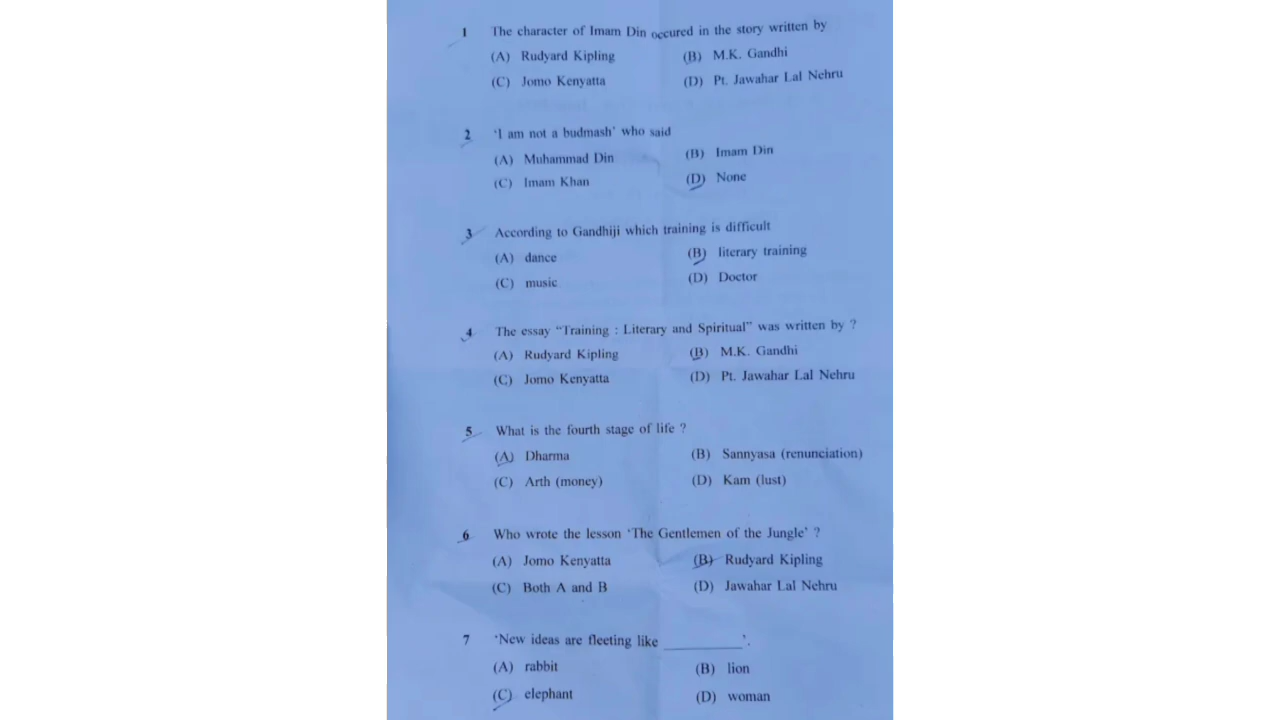 1 The character of Imam Din occured in the story written by
(A) Rudyard Kipling (B) M.K. Gandhi
(C) Jomo Kenyatta (D) Pt. Jawahar Lal Nehru
2 'I am not a budmash' who said
(A) Muhammad Din (B) Imam Din
(C) Imam Khan (D) None
3 According to Gandhiji which training is difficult
(A) dance (B) literary training
(C) music (D) Doctor
4 The essay "Training : Literary and Spiritual" was written by ?
(A) Rudyard Kipling (B) M.K. Gandhi
(C) Jomo Kenyatta (D) Pt. Jawahar Lal Nehru
5 What is the fourth stage of life ?
(A) Dharma (B) Sannyasa (renunciation)
(C) Arth (money) (D) Kam (lust)
6 Who wrote the lesson 'The Gentlemen of the Jungle' ?
(A) Jomo Kenyatta (B) Rudyard Kipling
(C) Both A and B (D) Jawahar Lal Nehru
7 'New ideas are fleeting like __________'.
(A) rabbit (B) lion
(C) elephant (D) woman